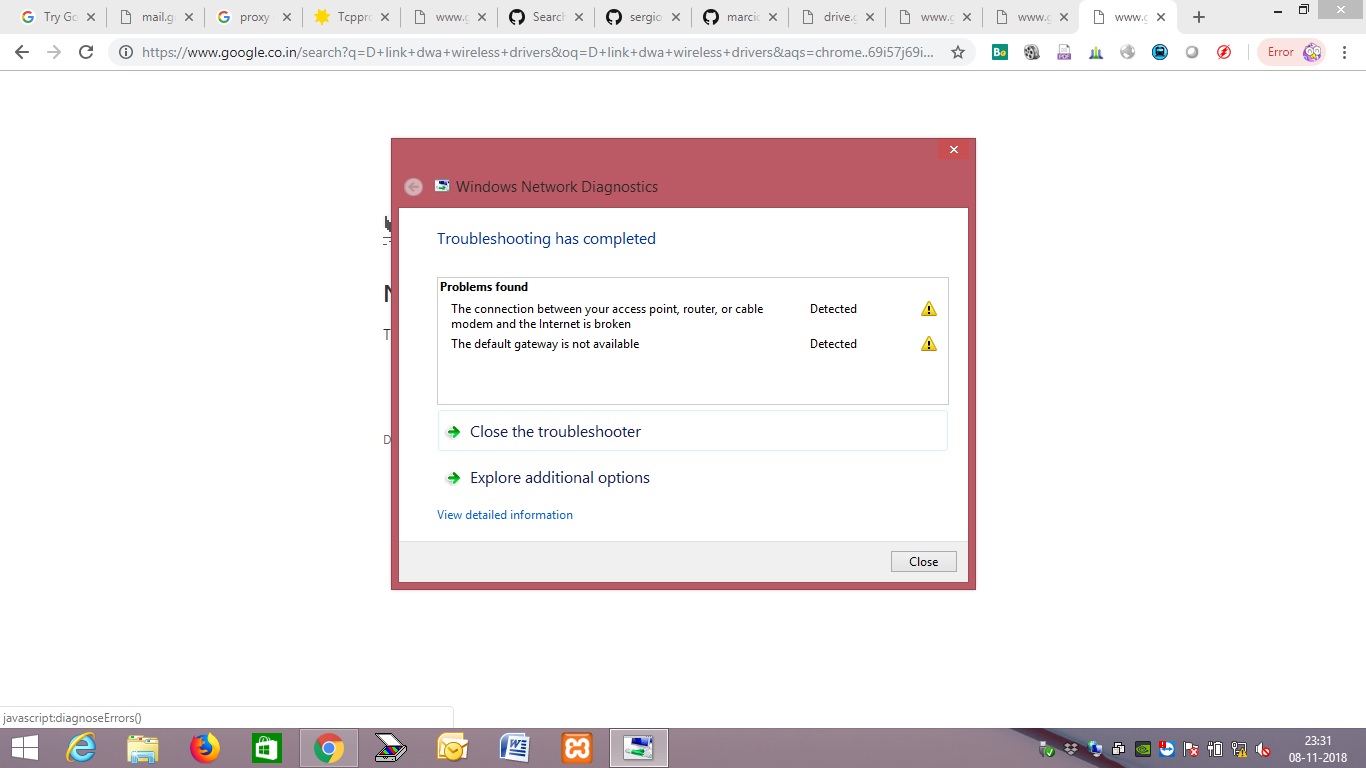 Try Go
mail.g
proxy
Tcppro
www.g
Search
sergio
marcin
drive.g
www.g
www.g
www.g
https://www.google.co.in/search?q=D+link+dwa+wireless+drivers&oq=D+link+dwa+wireless+drivers&aqs=chrome..69i57j69i...
Error
Windows Network Diagnostics
Troubleshooting has completed
Problems found
The connection between your access point, router, or cable modem and the Internet is broken
Detected
The default gateway is not available
Detected
Close the troubleshooter
Explore additional options
View detailed information
Close
N
T
D
javascript:diagnoseErrors()
23:31
08-11-2018